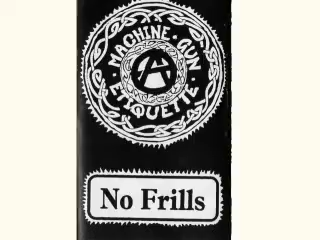 MACHINE · GUN
· ETIQUETTE ·
No Frills